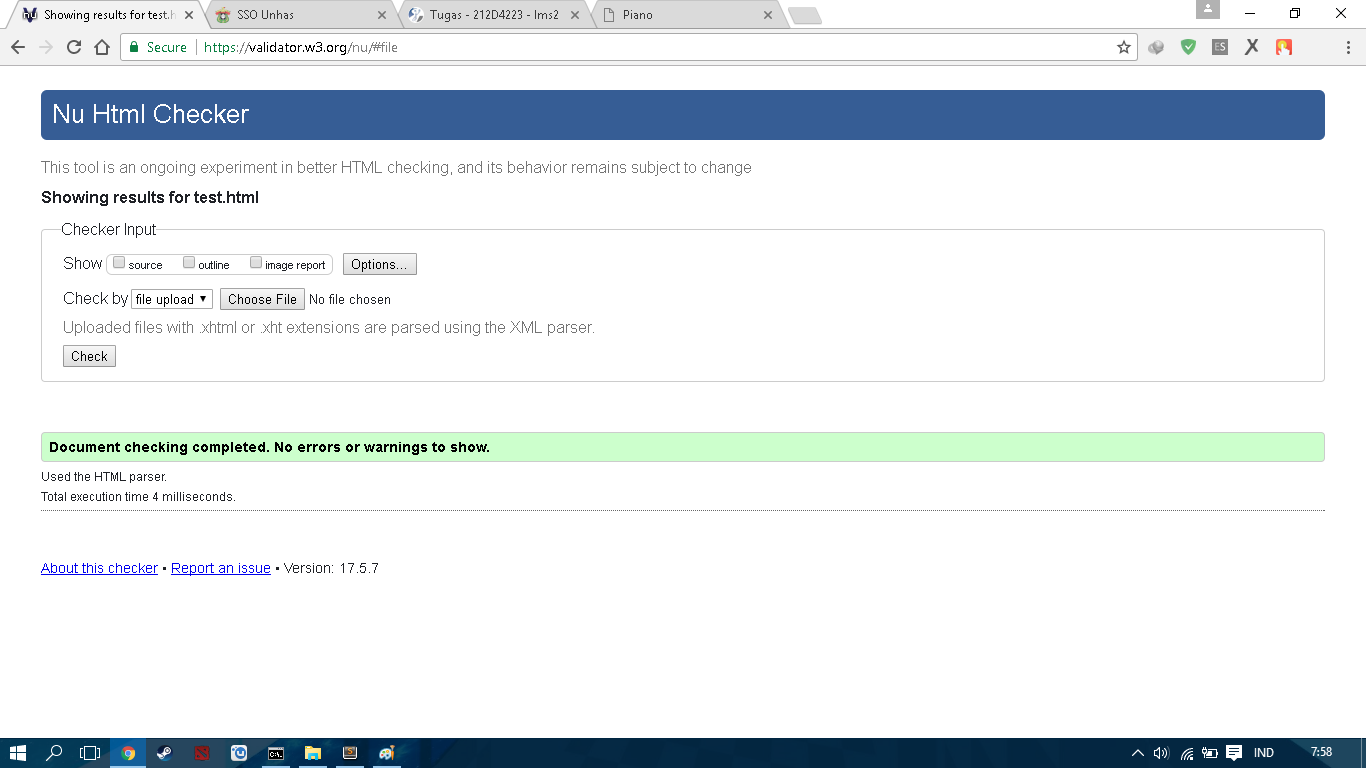 Showing results for test.h
SSO Unhas
Tugas - 212D4223 - lms2
Piano
Secure
https://validator.w3.org/nu/#file
ES
X
Nu Html Checker
This tool is an ongoing experiment in better HTML checking, and its behavior remains subject to change
Showing results for test.html
Checker Input
Show source outline image report Options...
Check by file upload Choose File No file chosen
Uploaded files with .xhtml or .xht extensions are parsed using the XML parser.
Check
Document checking completed. No errors or warnings to show.
Used the HTML parser.
Total execution time 4 milliseconds.
About this checker • Report an issue • Version: 17.5.7
IND
7:58